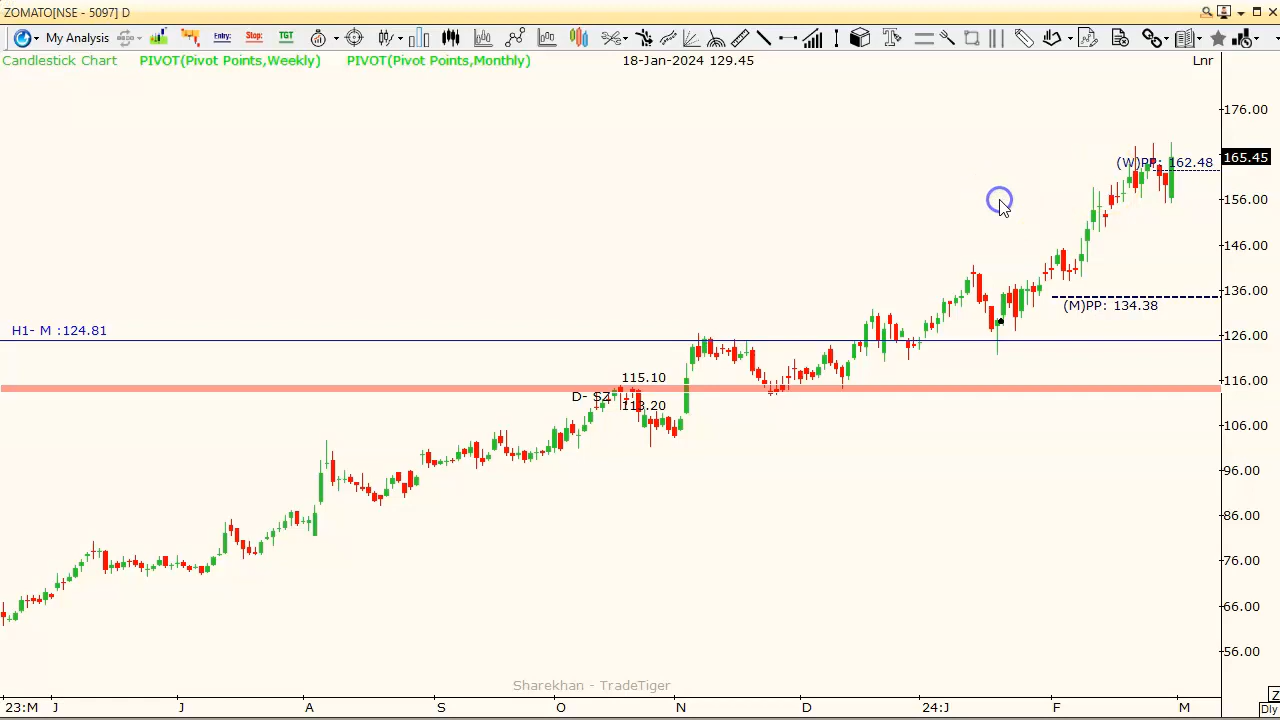 ZOMATO[NSE - 5097] D
My Analysis
Entry:
Stop:
TGT
Candlestick Chart
PIVOT(Pivot Points,Weekly)
PIVOT(Pivot Points,Monthly)
18-Jan-2024 129.45
Lnr
176.00
165.45
(W)PP: 162.48
156.00
146.00
136.00
(M)PP: 134.38
H1- M :124.81
126.00
115.10
116.00
D- SZ
113.20
106.00
96.00
86.00
76.00
66.00
56.00
Sharekhan - TradeTiger
23:M J J A S O N D 24:J F M
Z
Dly